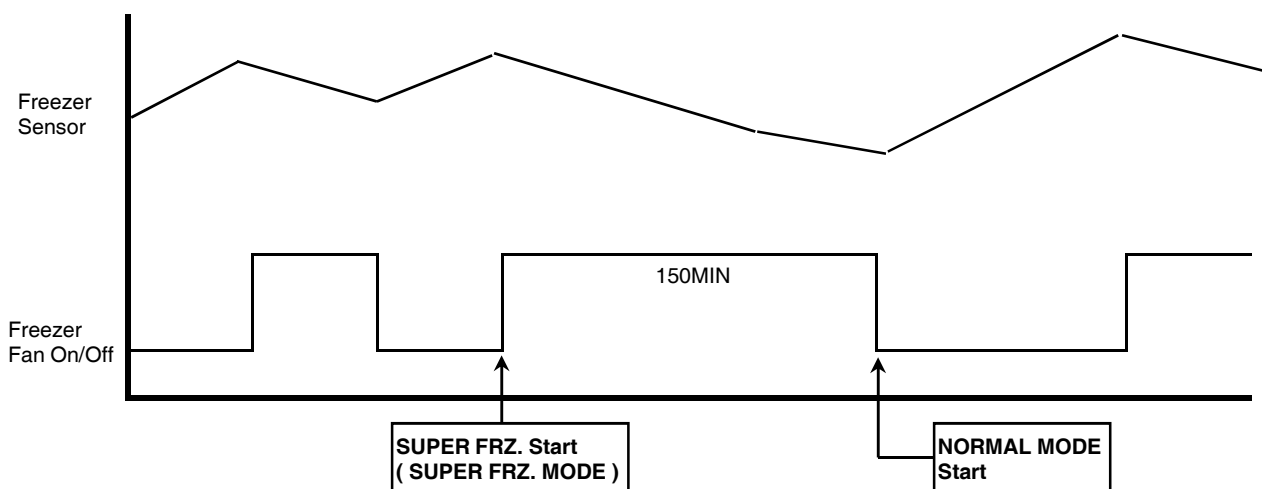 Freezer
Sensor
150MIN
Freezer
Fan On/Off
SUPER FRZ. Start
( SUPER FRZ. MODE )
NORMAL MODE
Start